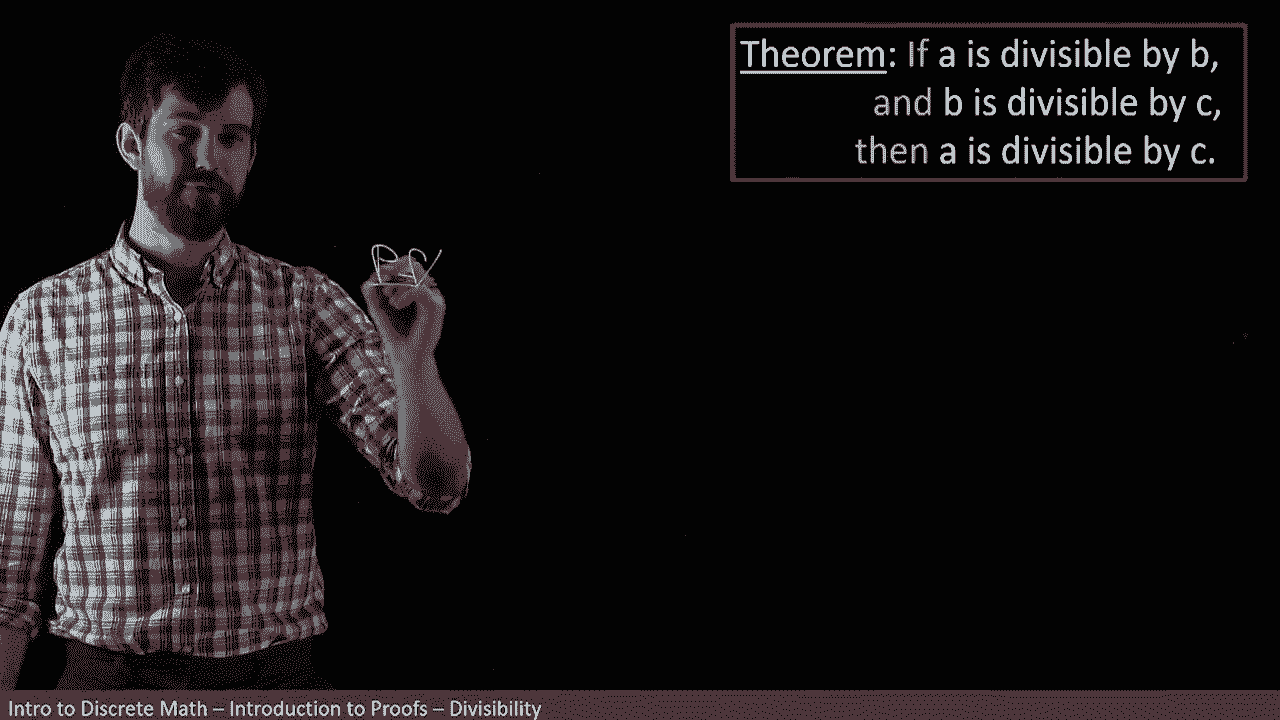 Theorem: If a is divisible by b,
and b is divisible by c,
then a is divisible by c.
Intro to Discrete Math – Introduction to Proofs – Divisibility